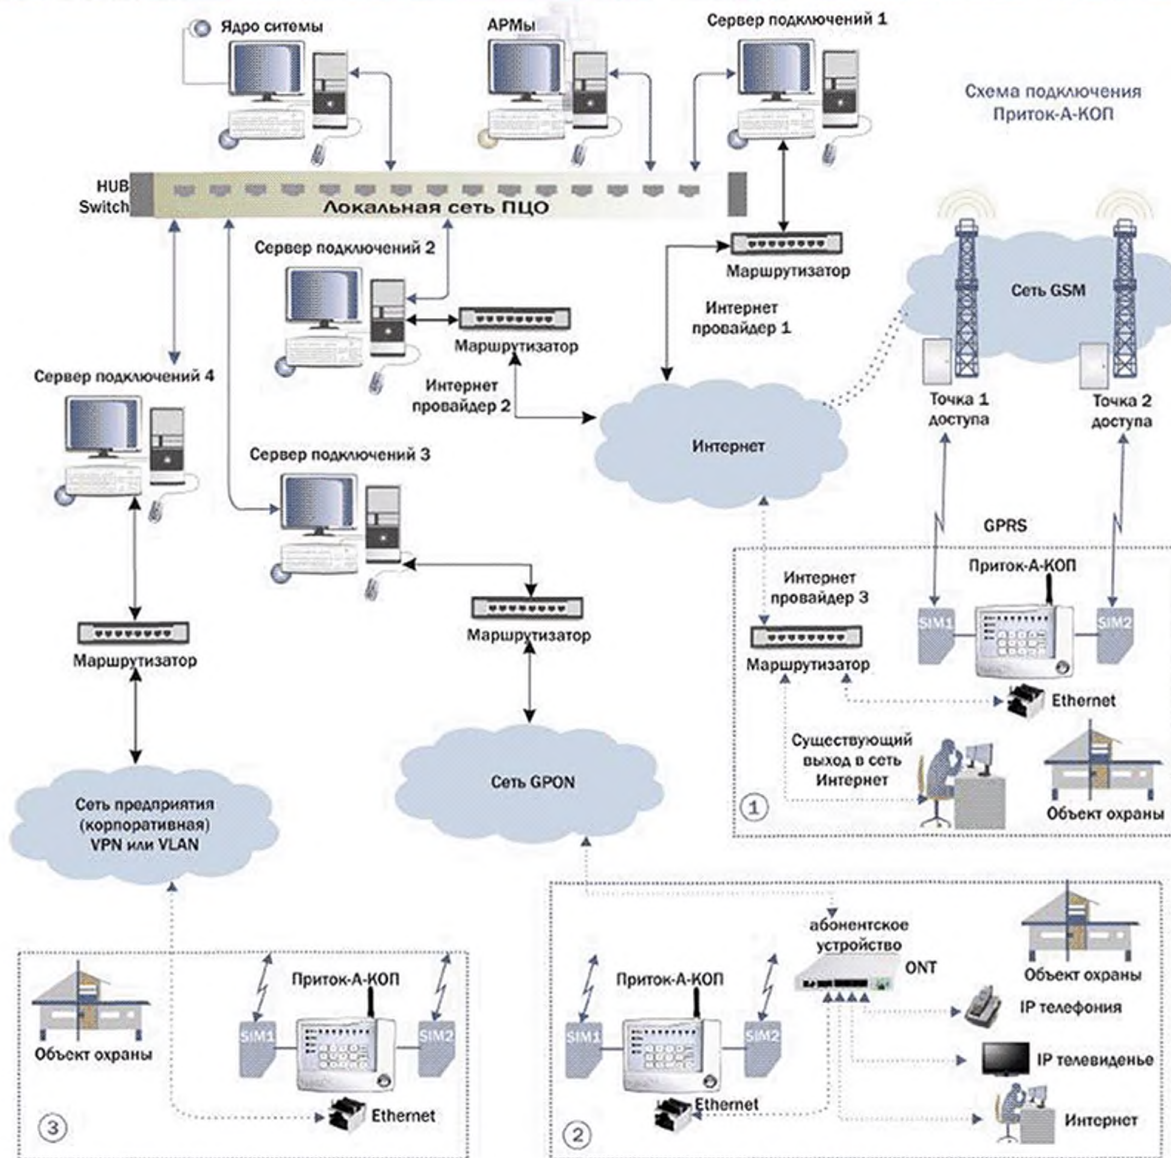 Ядро ситемы
АРМы
Сервер подключений 1
Схема подключения
Приток-А-КОП
HUB
Switch
Локальная сеть ПЦО
Маршрутизатор
Сеть GSM
Сервер подключений 2
Маршрутизатор
Интернет
провайдер 1
Интернет
провайдер 2
Сервер подключений 4
Точка 1
доступа
Точка 2
доступа
Интернет
Сервер подключений 3
GPRS
Маршрутизатор
Маршрутизатор
Интернет
провайдер 3
Приток-А-КОП
SIM1
SIM2
Маршрутизатор
Ethernet
Существующий
выход в сеть
Интернет
Объект охраны
1
Сеть GPON
Сеть предприятия
(корпоративная)
VPN или VLAN
абонентское
устройство
ONT
Объект охраны
Приток-А-КОП
SIM1
SIM2
IP телефония
IP телевиденье
Интернет
Ethernet
2
Объект охраны
Приток-А-КОП
SIM1
SIM2
Ethernet
3